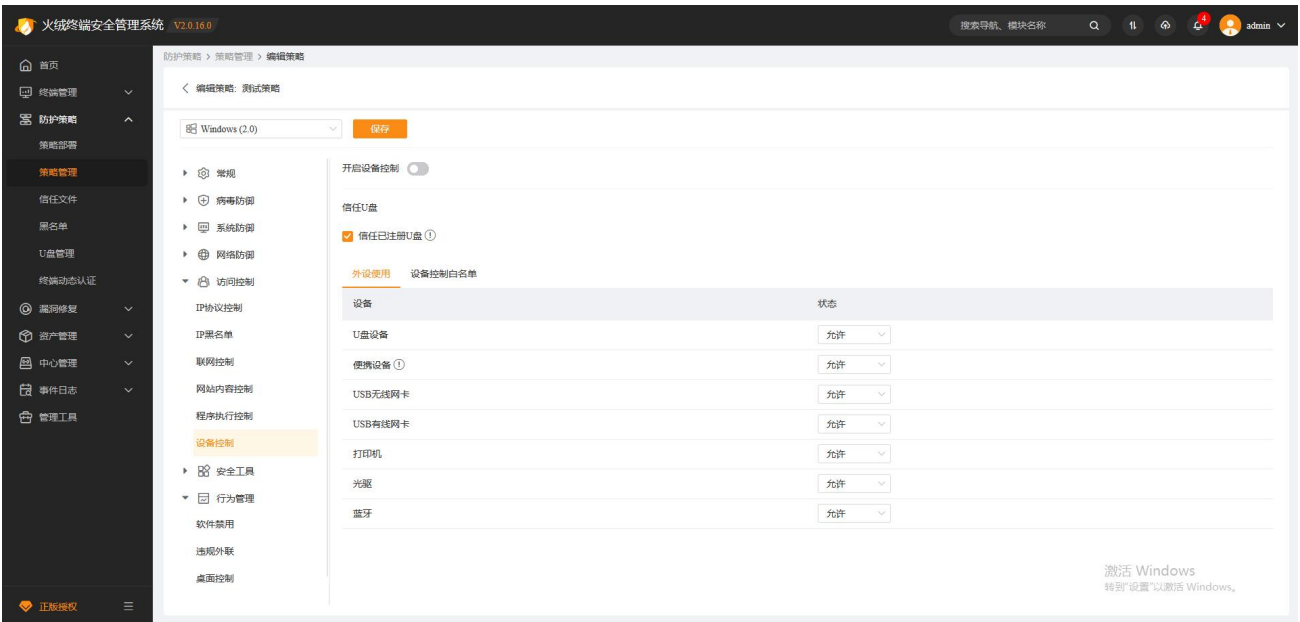 火绒终端安全管理系统 V2.0.16.0
搜索导航、模块名称
4
admin
首页
终端管理
防护策略
策略部署
策略管理
信任文件
黑名单
U盘管理
终端动态认证
漏洞修复
资产管理
中心管理
事件日志
管理工具
正版授权
防护策略 > 策略管理 > 编辑策略
编辑策略: 测试策略
Windows (2.0)
保存
常规
病毒防御
系统防御
网络防御
访问控制
IP协议控制
IP黑名单
联网控制
网站内容控制
程序执行控制
设备控制
安全工具
行为管理
软件禁用
违规外联
桌面控制
开启设备控制
信任U盘
信任已注册U盘
外设使用 设备控制白名单
设备 状态
U盘设备 允许
便携设备 允许
USB无线网卡 允许
USB有线网卡 允许
打印机 允许
光驱 允许
蓝牙 允许
激活 Windows
转到“设置”以激活 Windows。